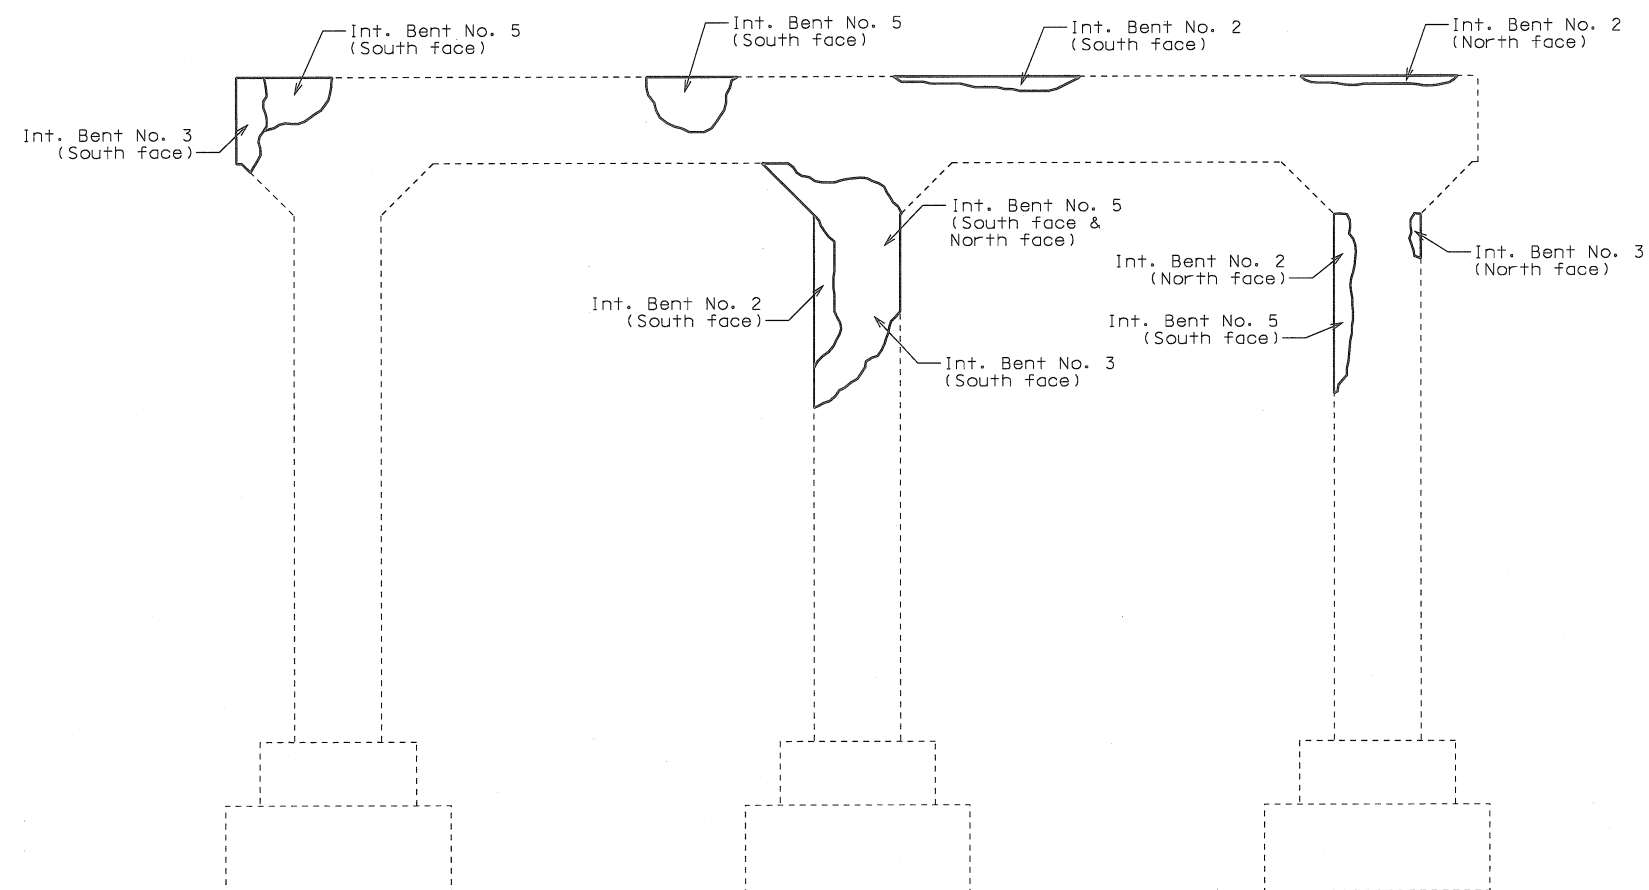 Int. Bent No. 5
(South face)
Int. Bent No. 5
(South face)
Int. Bent No. 2
(South face)
Int. Bent No. 2
(North face)
Int. Bent No. 3
(South face)
Int. Bent No. 5
(South face &
North face)
Int. Bent No. 2
(North face)
Int. Bent No. 3
(North face)
Int. Bent No. 2
(South face)
Int. Bent No. 5
(South face)
Int. Bent No. 3
(South face)